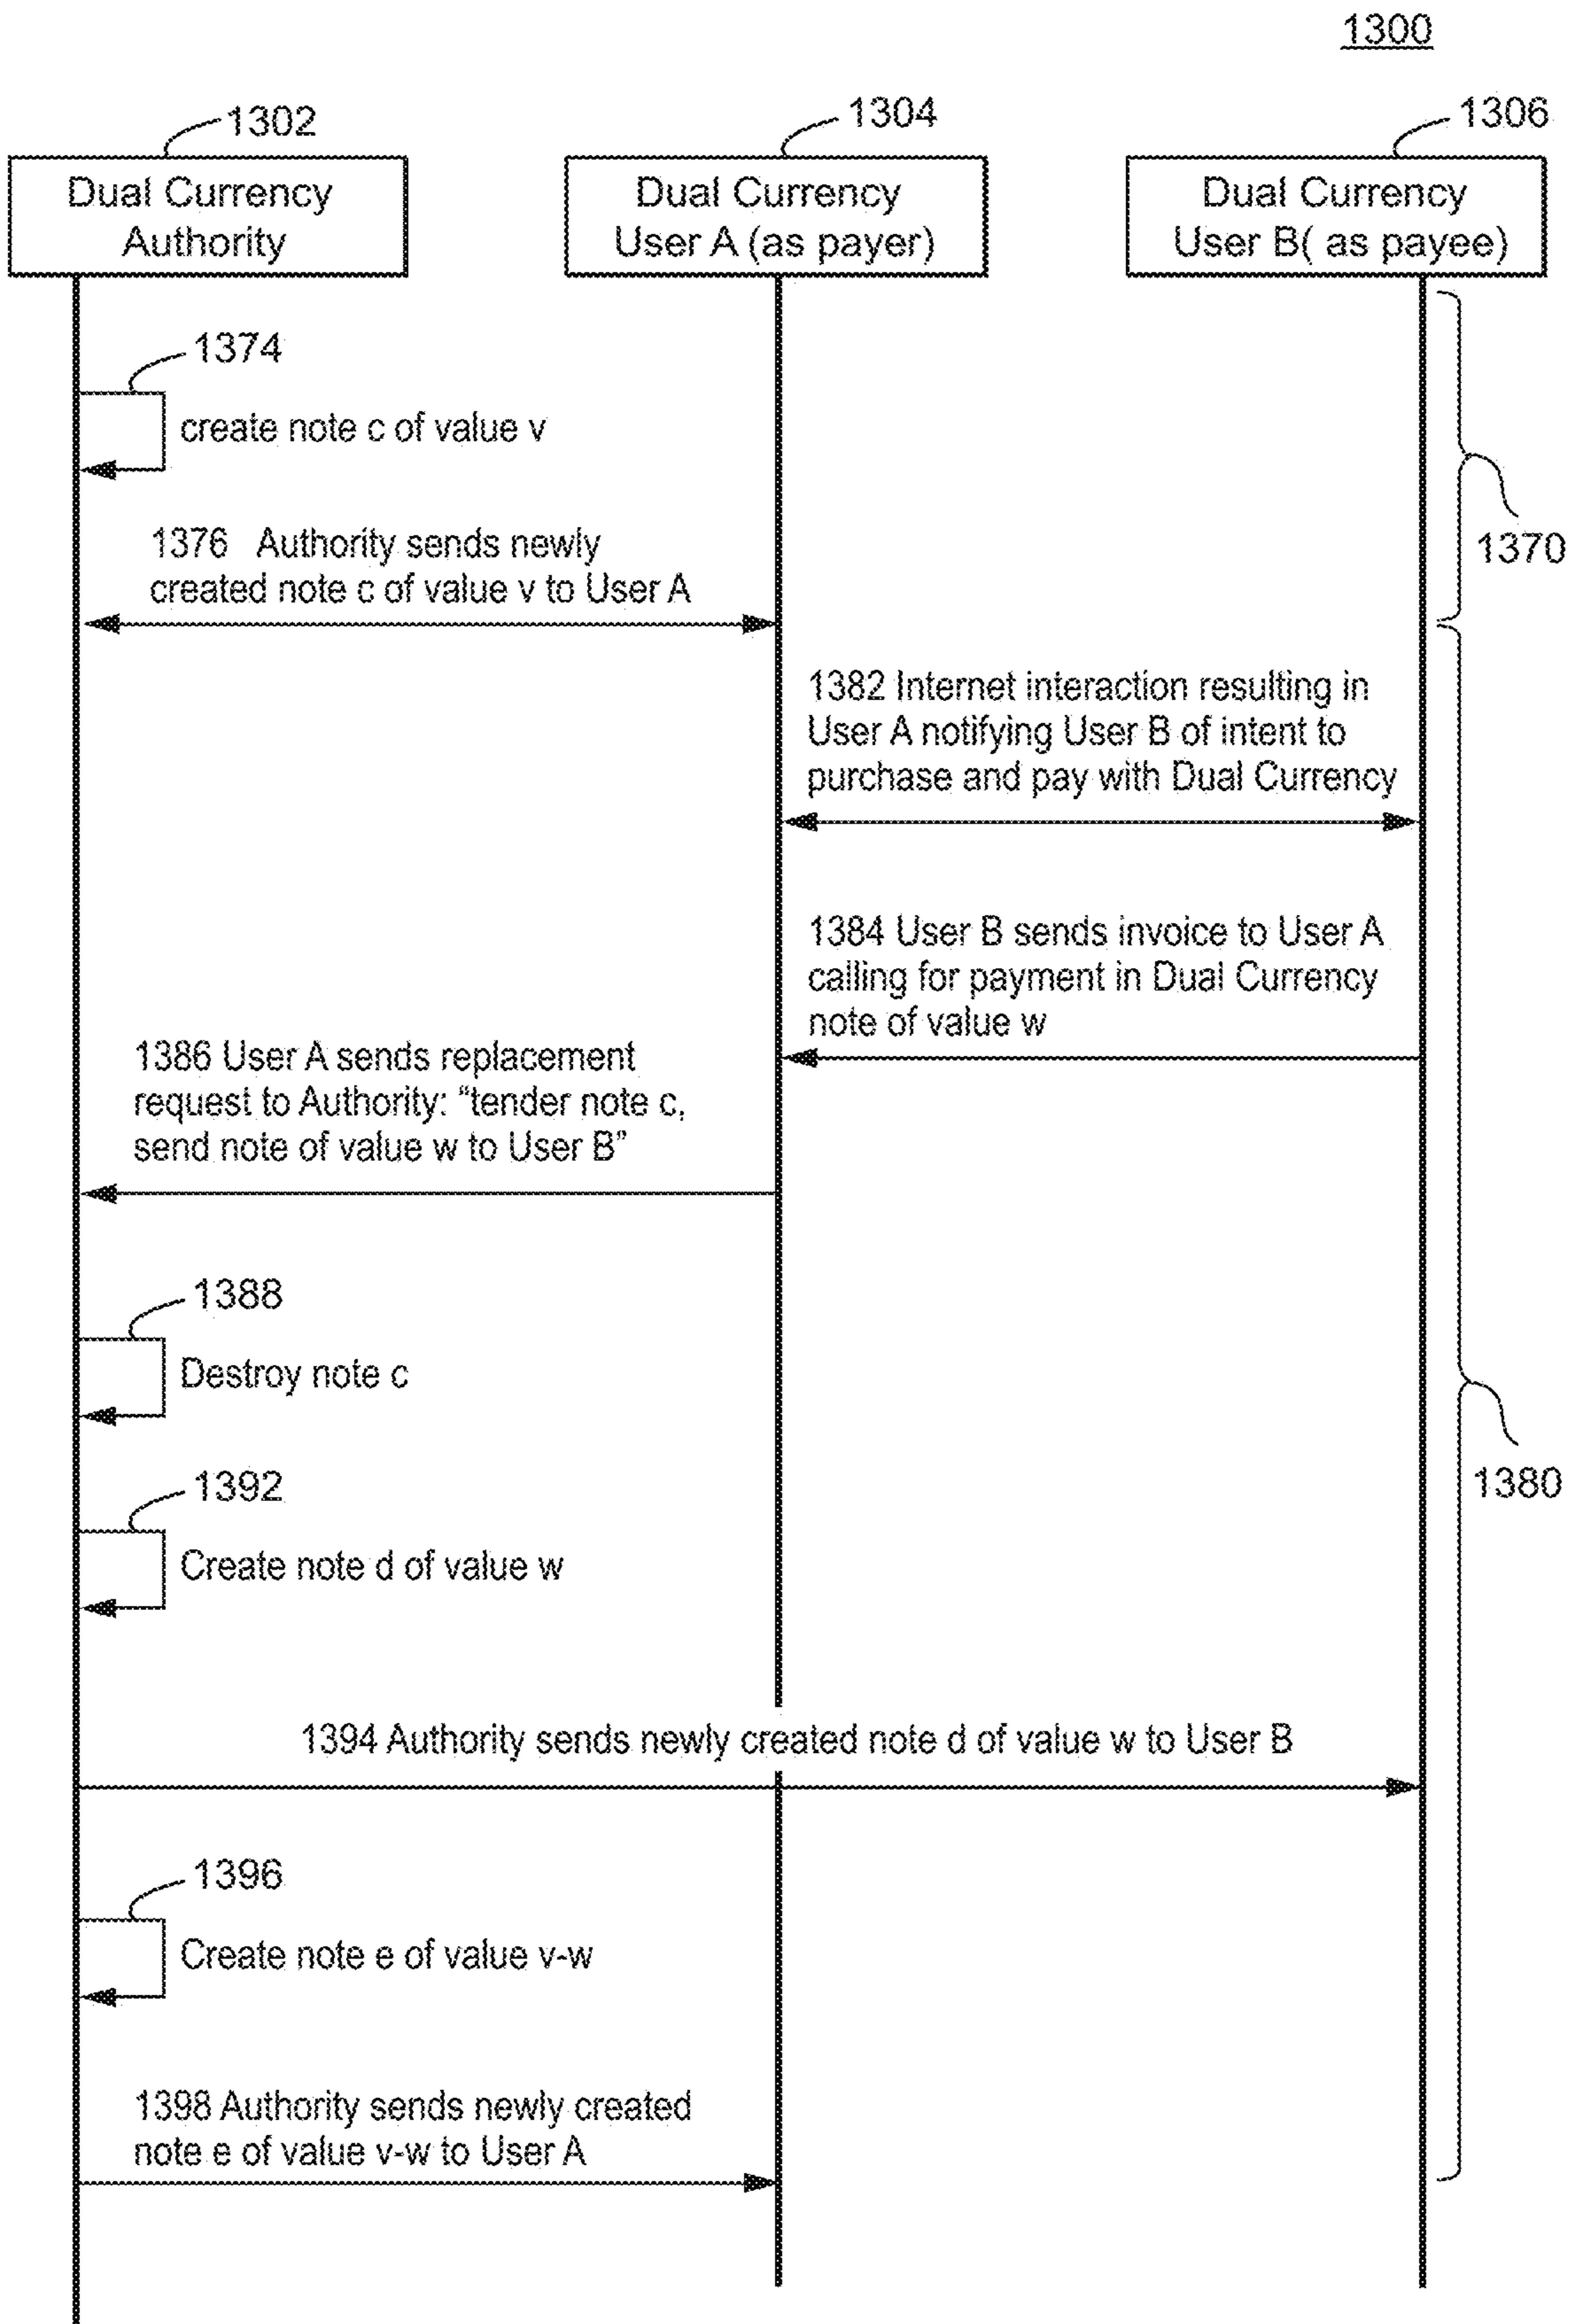 1300
1302
1304
1306
Dual Currency
Authority
Dual Currency
User A (as payer)
Dual Currency
User B( as payee)
1374
create note c of value v
1376 Authority sends newly
created note c of value v to User A
1370
1382 Internet interaction resulting in
User A notifying User B of intent to
purchase and pay with Dual Currency
1384 User B sends invoice to User A
calling for payment in Dual Currency
note of value w
1386 User A sends replacement
request to Authority: “tender note c,
send note of value w to User B”
1388
Destroy note c
1380
1392
Create note d of value w
1394 Authority sends newly created note d of value w to User B
1396
Create note e of value v-w
1398 Authority sends newly created
note e of value v-w to User A